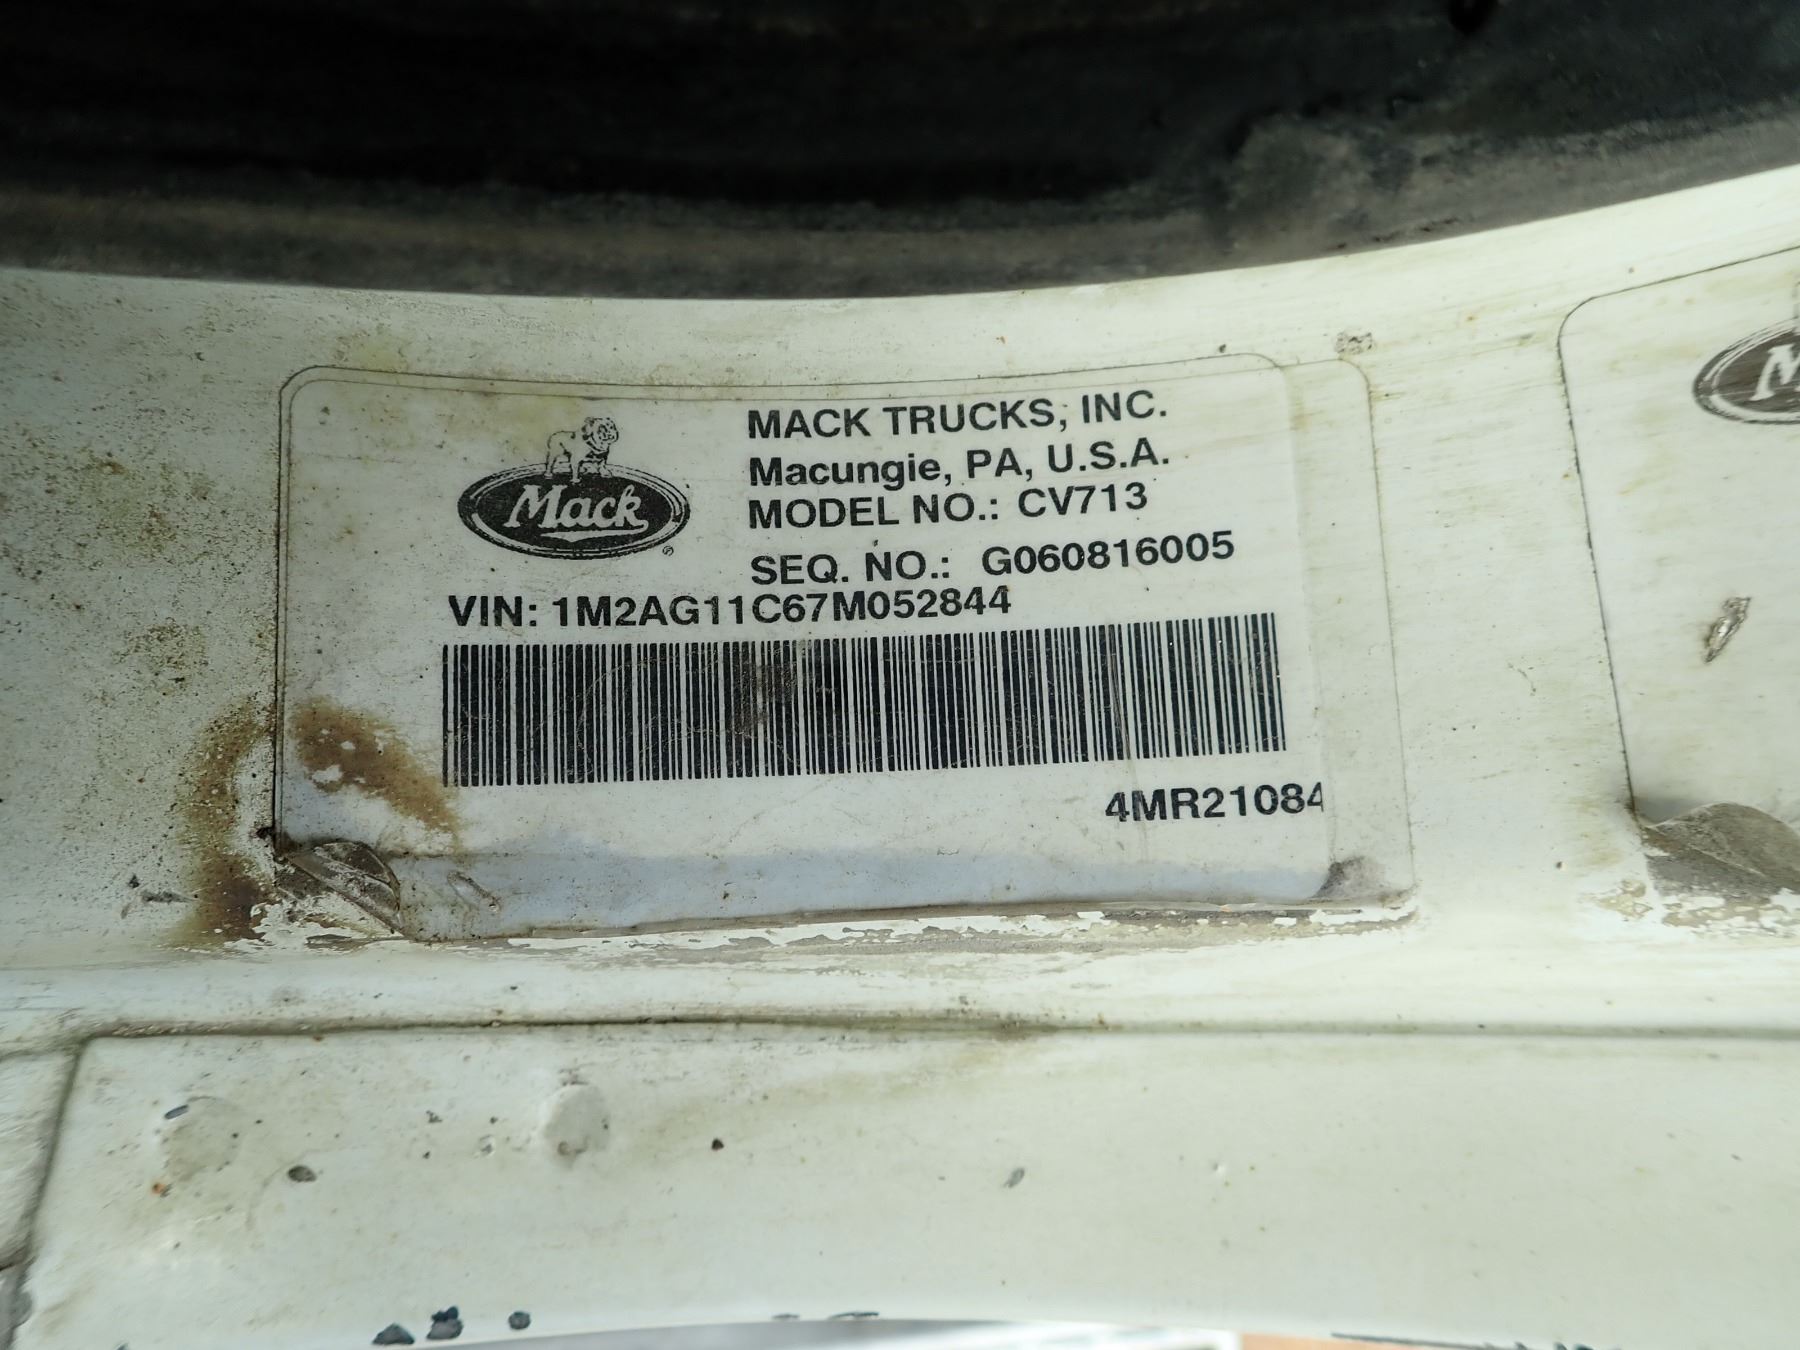 MACK TRUCKS, INC.
Macungie, PA, U.S.A.
MODEL NO.: CV713
SEQ. NO.: G060816005
Mack
®
VIN: 1M2AG11C67M052844
4MR21084
M